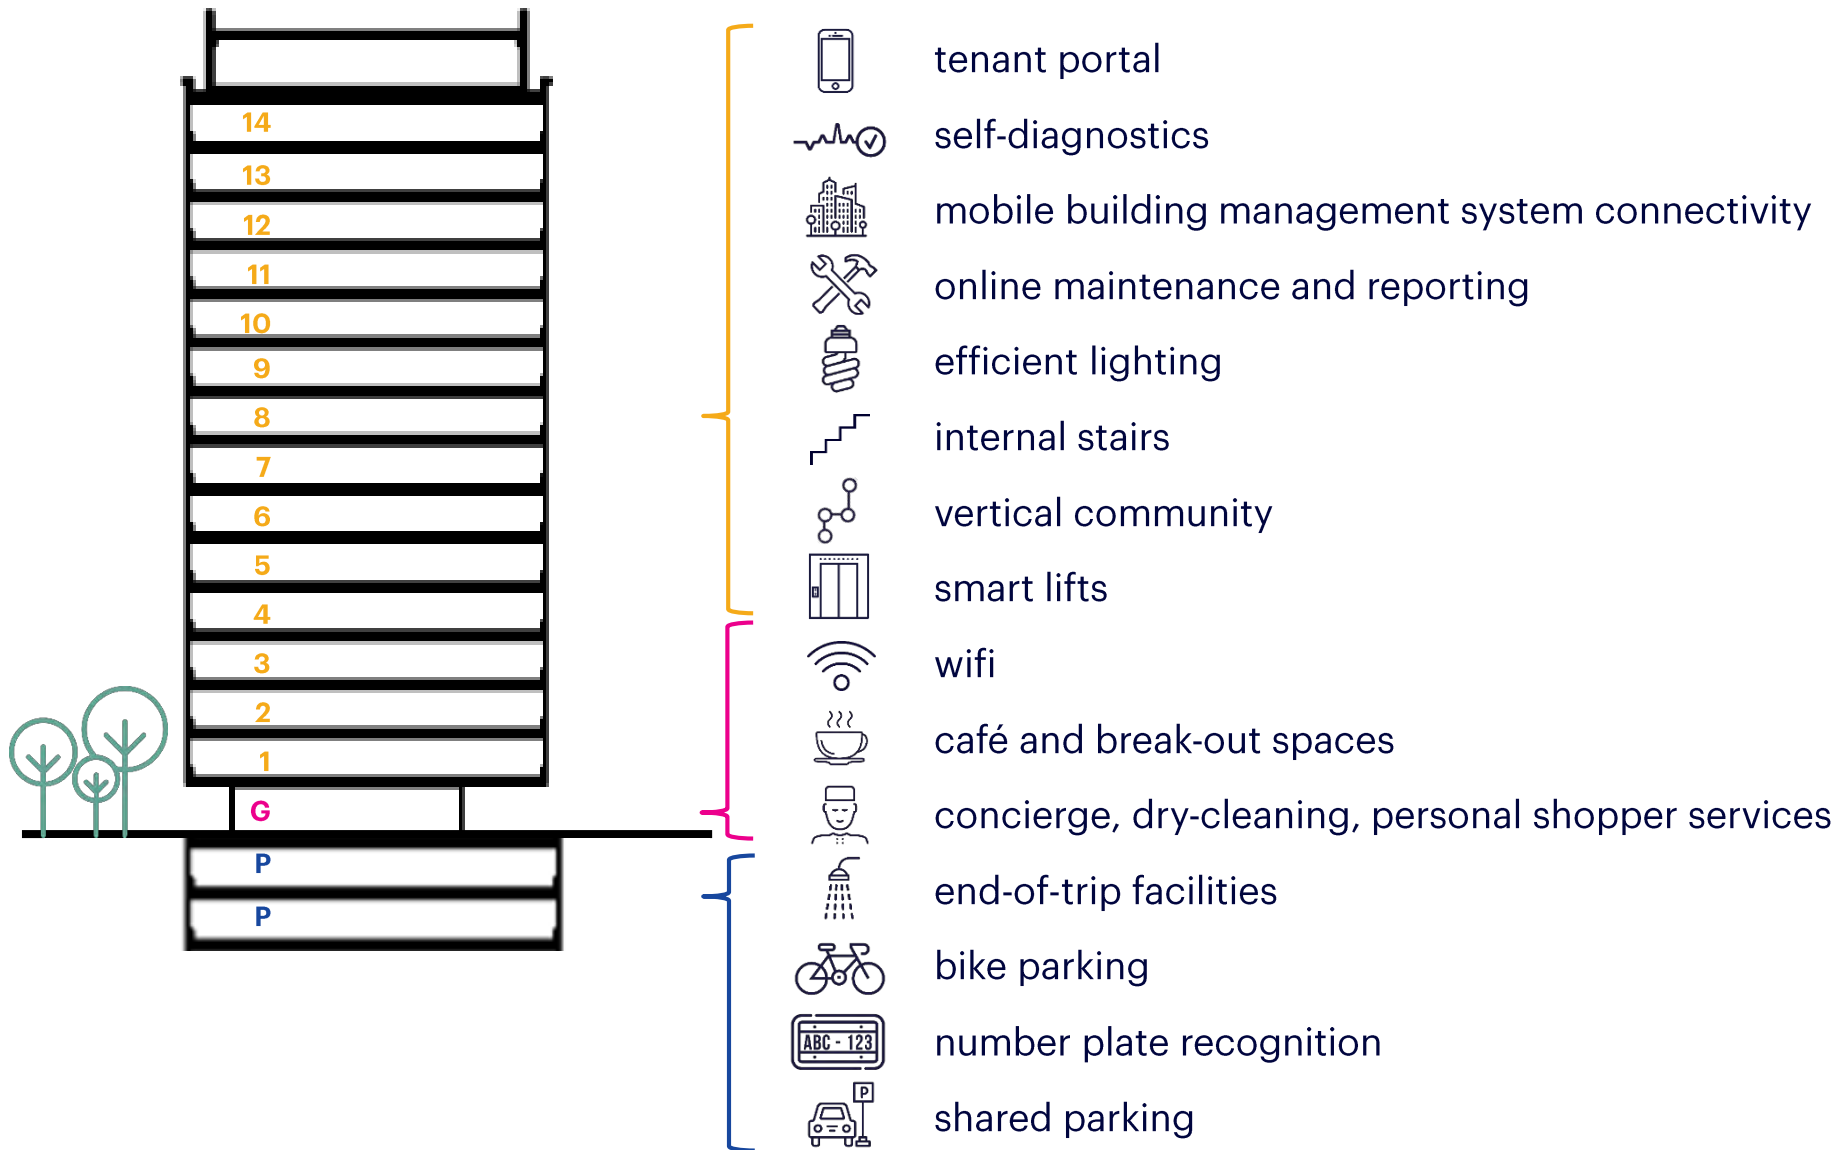 14
13
12
11
10
9
8
7
6
5
4
3
2
1
G
P
P
tenant portal
self-diagnostics
mobile building management system connectivity
online maintenance and reporting
efficient lighting
internal stairs
vertical community
smart lifts
wifi
café and break-out spaces
concierge, dry-cleaning, personal shopper services
end-of-trip facilities
bike parking
ABC - 123
number plate recognition
P
shared parking